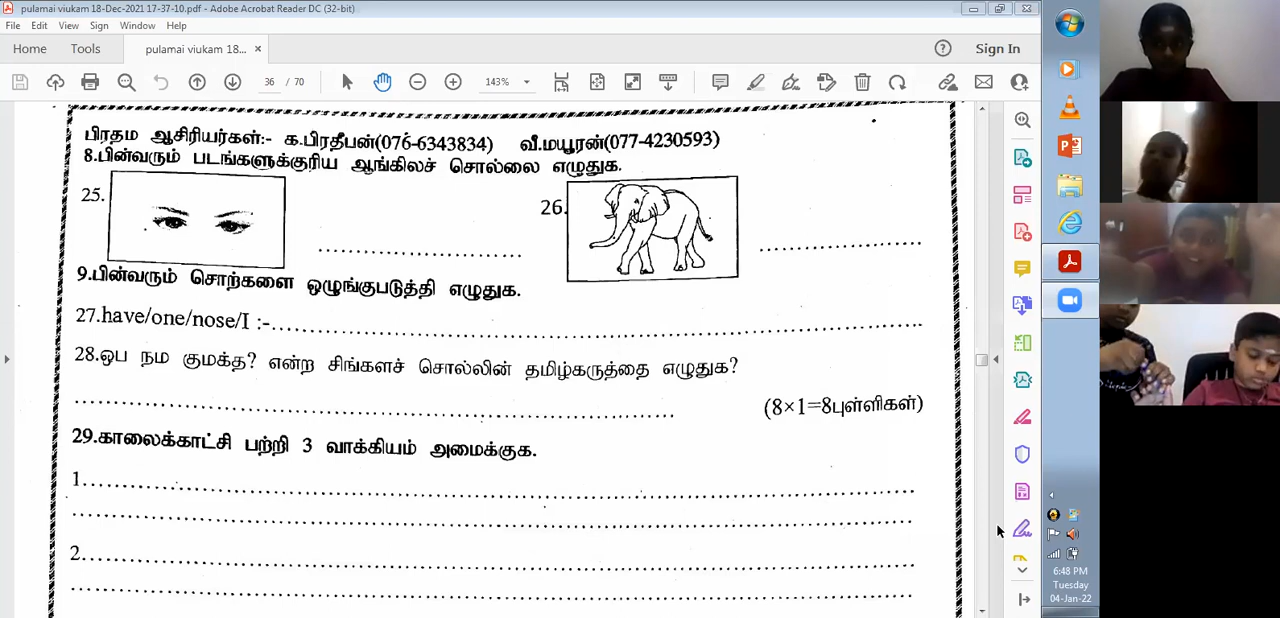 pulamai viukam 18-Dec-2021 17-37-10.pdf - Adobe Acrobat Reader DC (32-bit)
File Edit View Sign Window Help
Home Tools pulamai viukam 18... × Sign In
36 / 70 143%
பிரதம ஆசிரியர்கள்:- க.பிரதீபன்(076-6343834) வீ.மயூரன்(077-4230593)
8.பின்வரும் படங்களுக்குரிய ஆங்கிலச் சொல்லை எழுதுக.
25. ........................................ 26. ........................................
9.பின்வரும் சொற்களை ஒழுங்குபடுத்தி எழுதுக.
27.have/one/nose/I :-................................................................................
28.ஒப நம குமக்த? என்ற சிங்களச் சொல்லின் தமிழ்கருத்தை எழுதுக?
................................................................................ (8×1=8புள்ளிகள்)
29.காலைக்காட்சி பற்றி 3 வாக்கியம் அமைக்குக.
1................................................................................
................................................................................
2................................................................................
................................................................................
6:48 PM
Tuesday
04-Jan-22